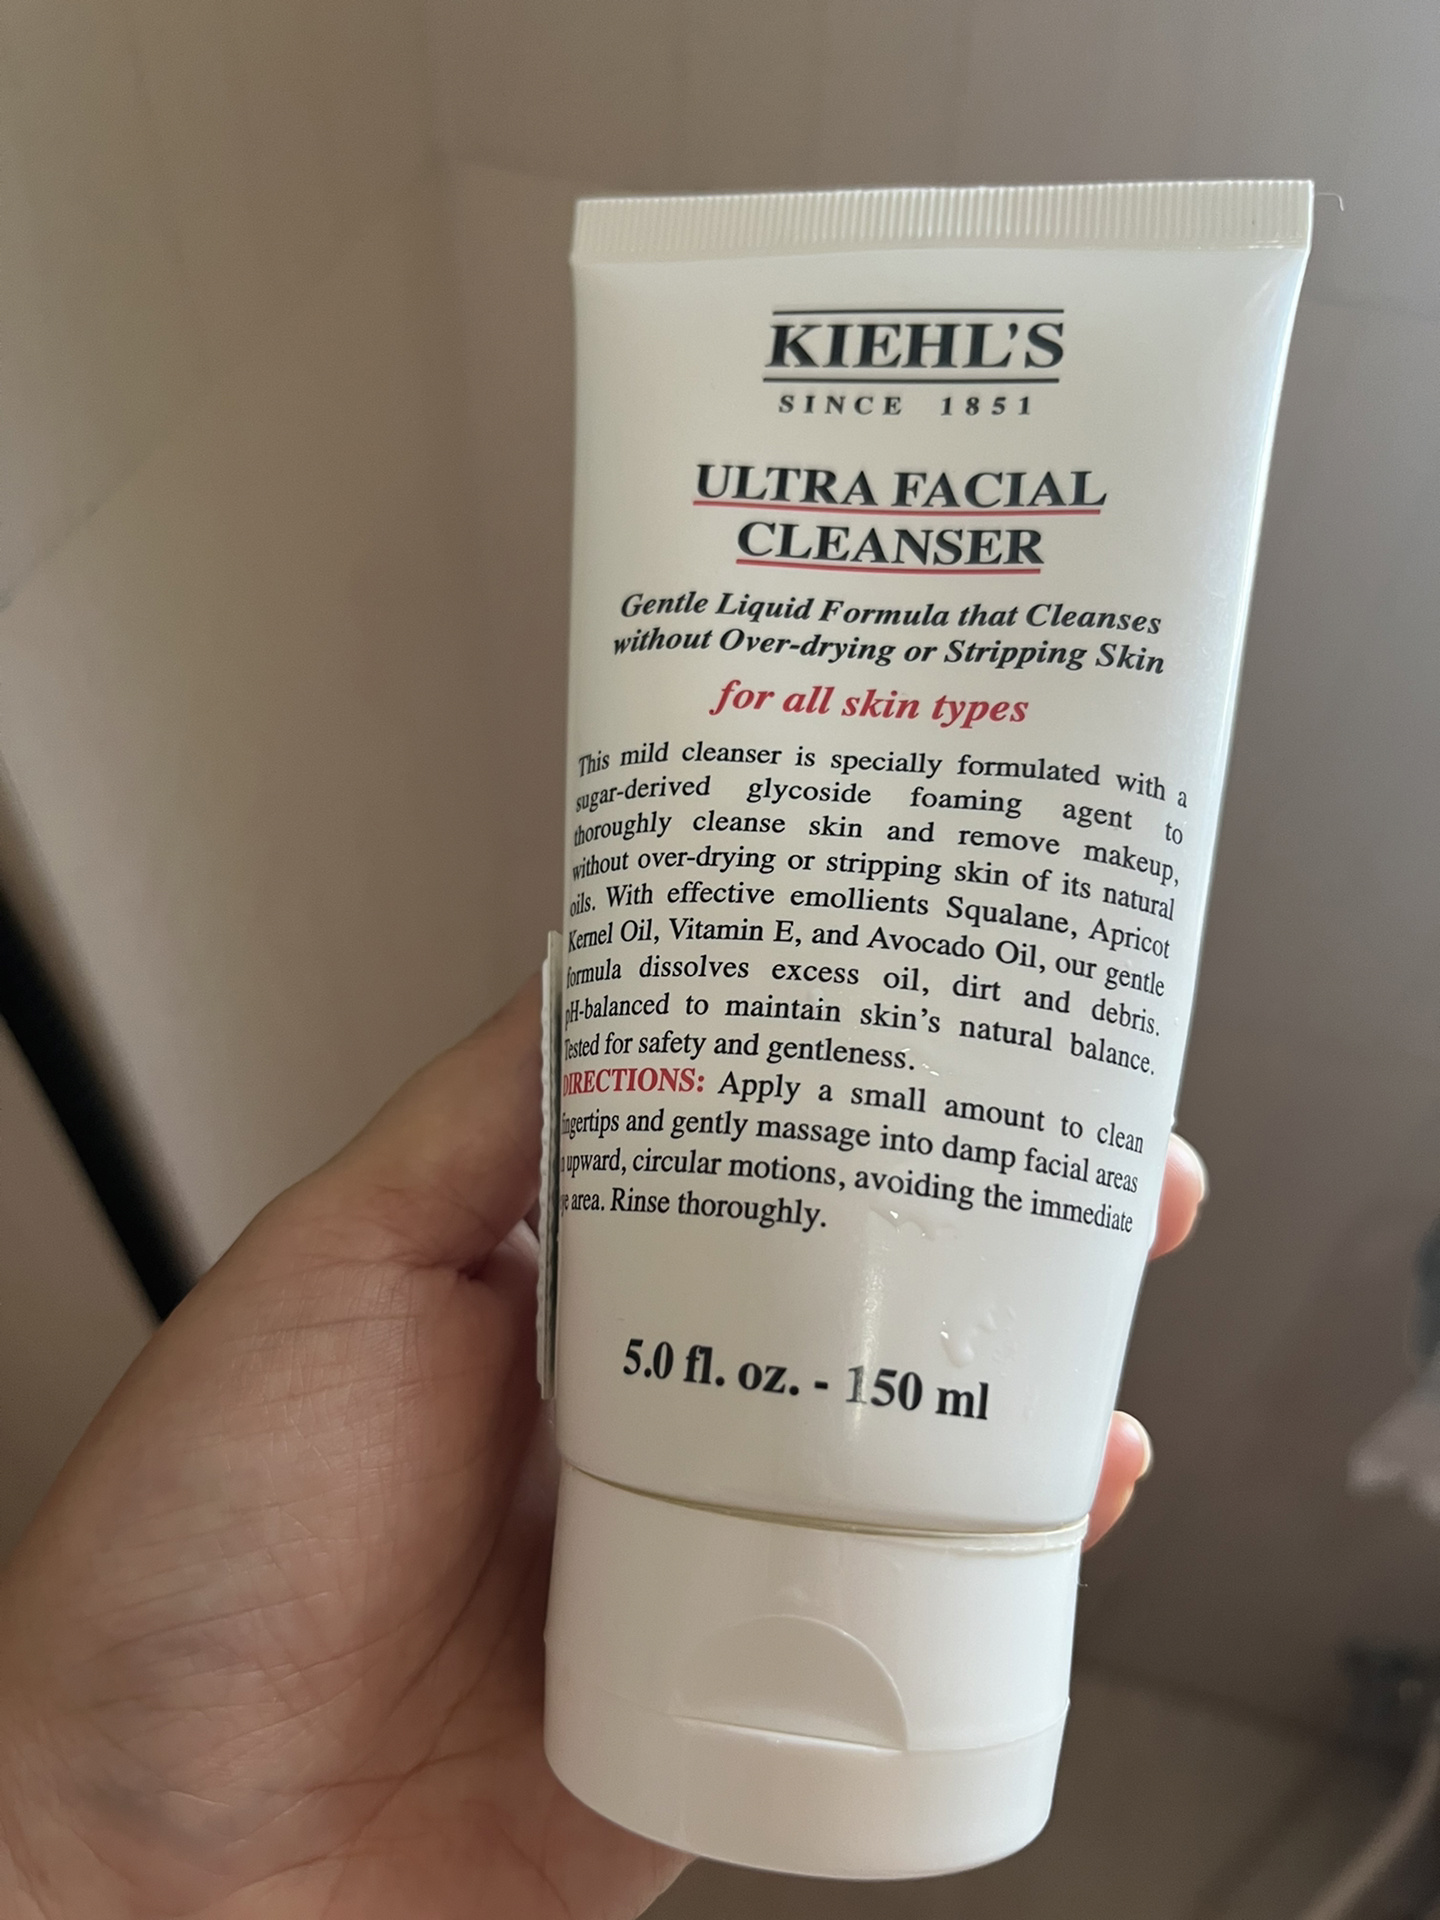 KIEHL'S
SINCE 1851
ULTRA FACIAL
CLEANSER
Gentle Liquid Formula that Cleanses
without Over-drying or Stripping Skin
for all skin types
This mild cleanser is specially formulated with a
sugar-derived glycoside foaming agent to
thoroughly cleanse skin and remove makeup,
without over-drying or stripping skin of its natural
oils. With effective emollients Squalane, Apricot
Kernel Oil, Vitamin E, and Avocado Oil, our gentle
formula dissolves excess oil, dirt and debris.
pH-balanced to maintain skin's natural balance.
Tested for safety and gentleness.
DIRECTIONS: Apply a small amount to clean
fingertips and gently massage into damp facial areas
in upward, circular motions, avoiding the immediate
eye area. Rinse thoroughly.
5.0 fl. oz. - 150 ml